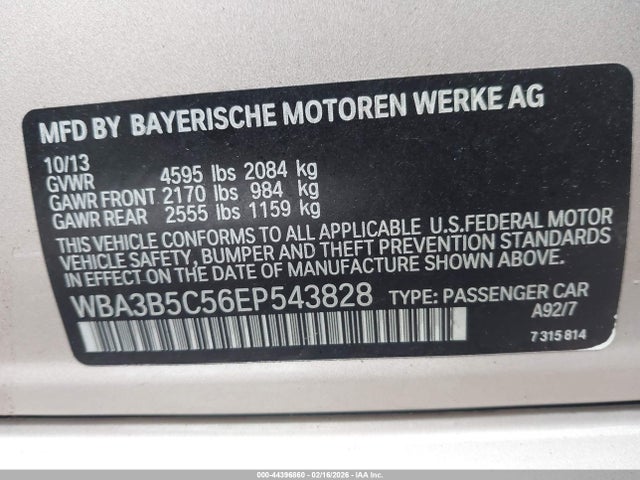 MFD BY BAYERISCHE MOTOREN WERKE AG
10/13
GVWR 4595 lbs 2084 kg
GAWR FRONT 2170 lbs 984 kg
GAWR REAR 2555 lbs 1159 kg
THIS VEHICLE CONFORMS TO ALL APPLICABLE U.S.FEDERAL MOTOR
VEHICLE SAFETY, BUMPER AND THEFT PREVENTION STANDARDS
IN EFFECT ON THE DATE OF MANUFACTURE SHOWN ABOVE.
WBA3B5C56EP543828 TYPE: PASSENGER CAR
A92/7
7 315 814
000-44396860 - 02/16/2026 - IAA Inc.